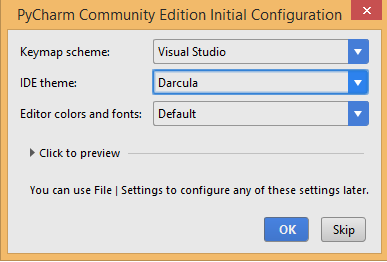 PyCharm Community Edition Initial Configuration
Keymap scheme: Visual Studio
IDE theme: Darcula
Editor colors and fonts: Default
Click to preview
You can use File | Settings to configure any of these settings later.
OK Skip